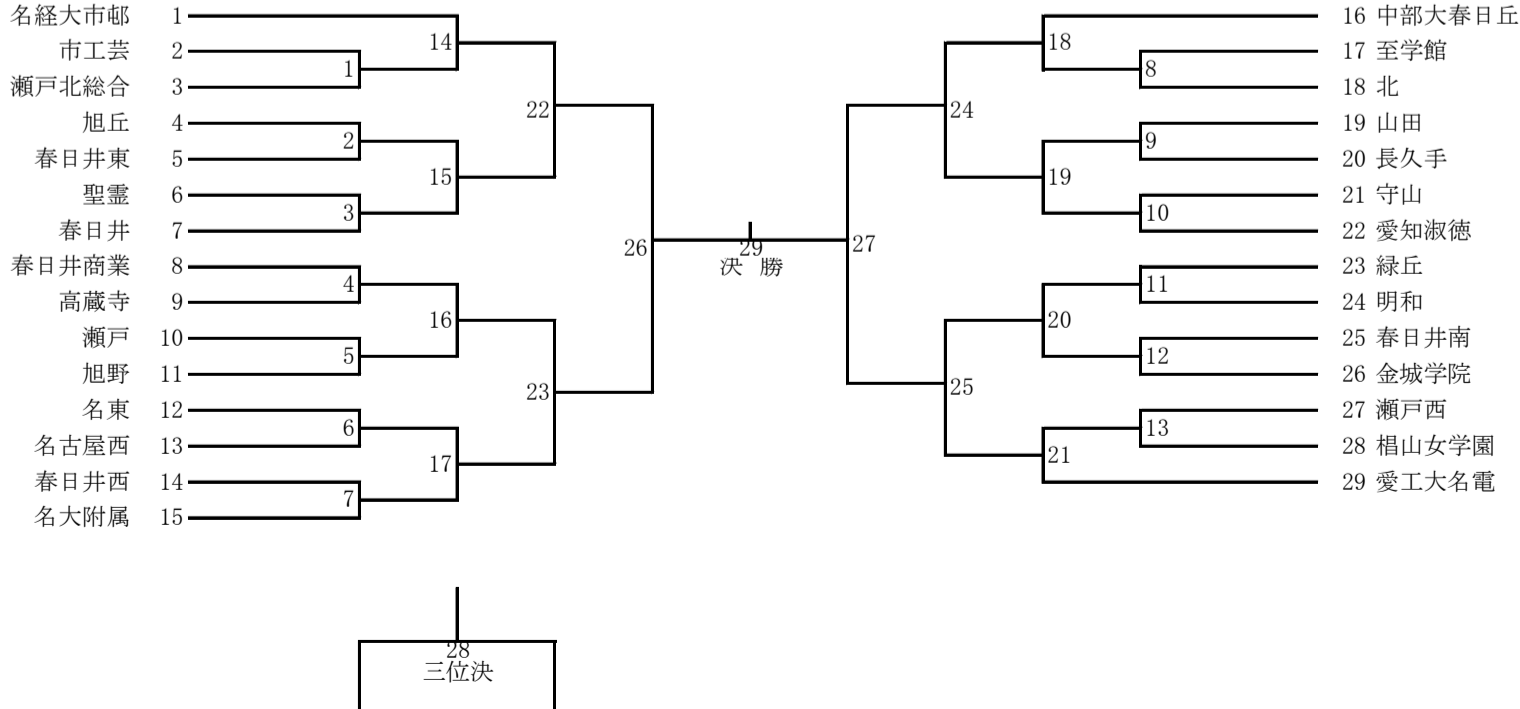 名経大市邨 1
市工芸 2
瀬戸北総合 3
旭丘 4
春日井東 5
聖霊 6
春日井 7
春日井商業 8
高蔵寺 9
瀬戸 10
旭野 11
名東 12
名古屋西 13
春日井西 14
名大附属 15
1
2
3
4
5
6
7
14
15
16
17
22
23
26
29
決 勝
27
24
25
18
19
20
21
8
9
10
11
12
13
16 中部大春日丘
17 至学館
18 北
19 山田
20 長久手
21 守山
22 愛知淑徳
23 緑丘
24 明和
25 春日井南
26 金城学院
27 瀬戸西
28 椙山女学園
29 愛工大名電
28
三位決